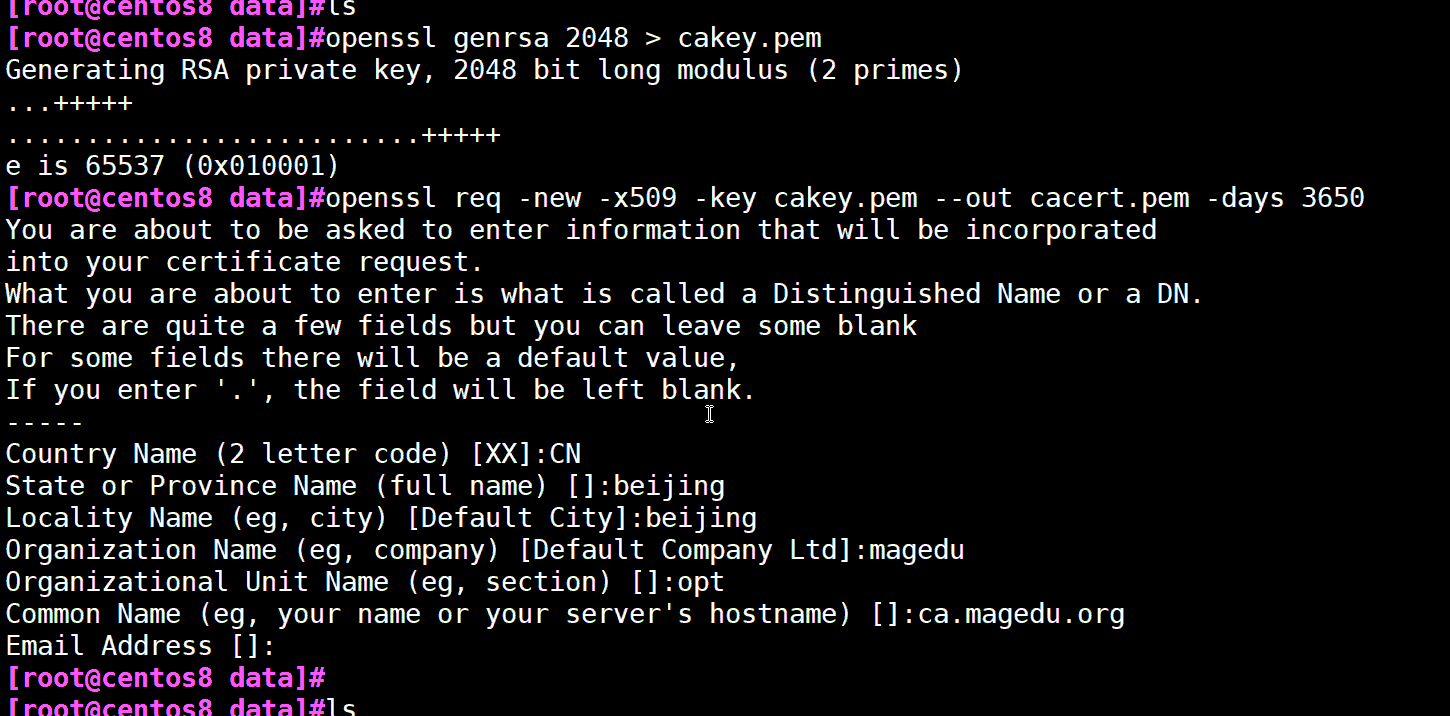 [root@centos8 data]#ls
[root@centos8 data]#openssl genrsa 2048 > cakey.pem
Generating RSA private key, 2048 bit long modulus (2 primes)
...+++++
..........................+++++
e is 65537 (0x010001)
[root@centos8 data]#openssl req -new -x509 -key cakey.pem --out cacert.pem -days 3650
You are about to be asked to enter information that will be incorporated
into your certificate request.
What you are about to enter is what is called a Distinguished Name or a DN.
There are quite a few fields but you can leave some blank
For some fields there will be a default value,
If you enter '.', the field will be left blank.
-----
Country Name (2 letter code) [XX]:CN
State or Province Name (full name) []:beijing
Locality Name (eg, city) [Default City]:beijing
Organization Name (eg, company) [Default Company Ltd]:magedu
Organizational Unit Name (eg, section) []:opt
Common Name (eg, your name or your server's hostname) []:ca.magedu.org
Email Address []:
[root@centos8 data]#
[root@centos8 data]#ls